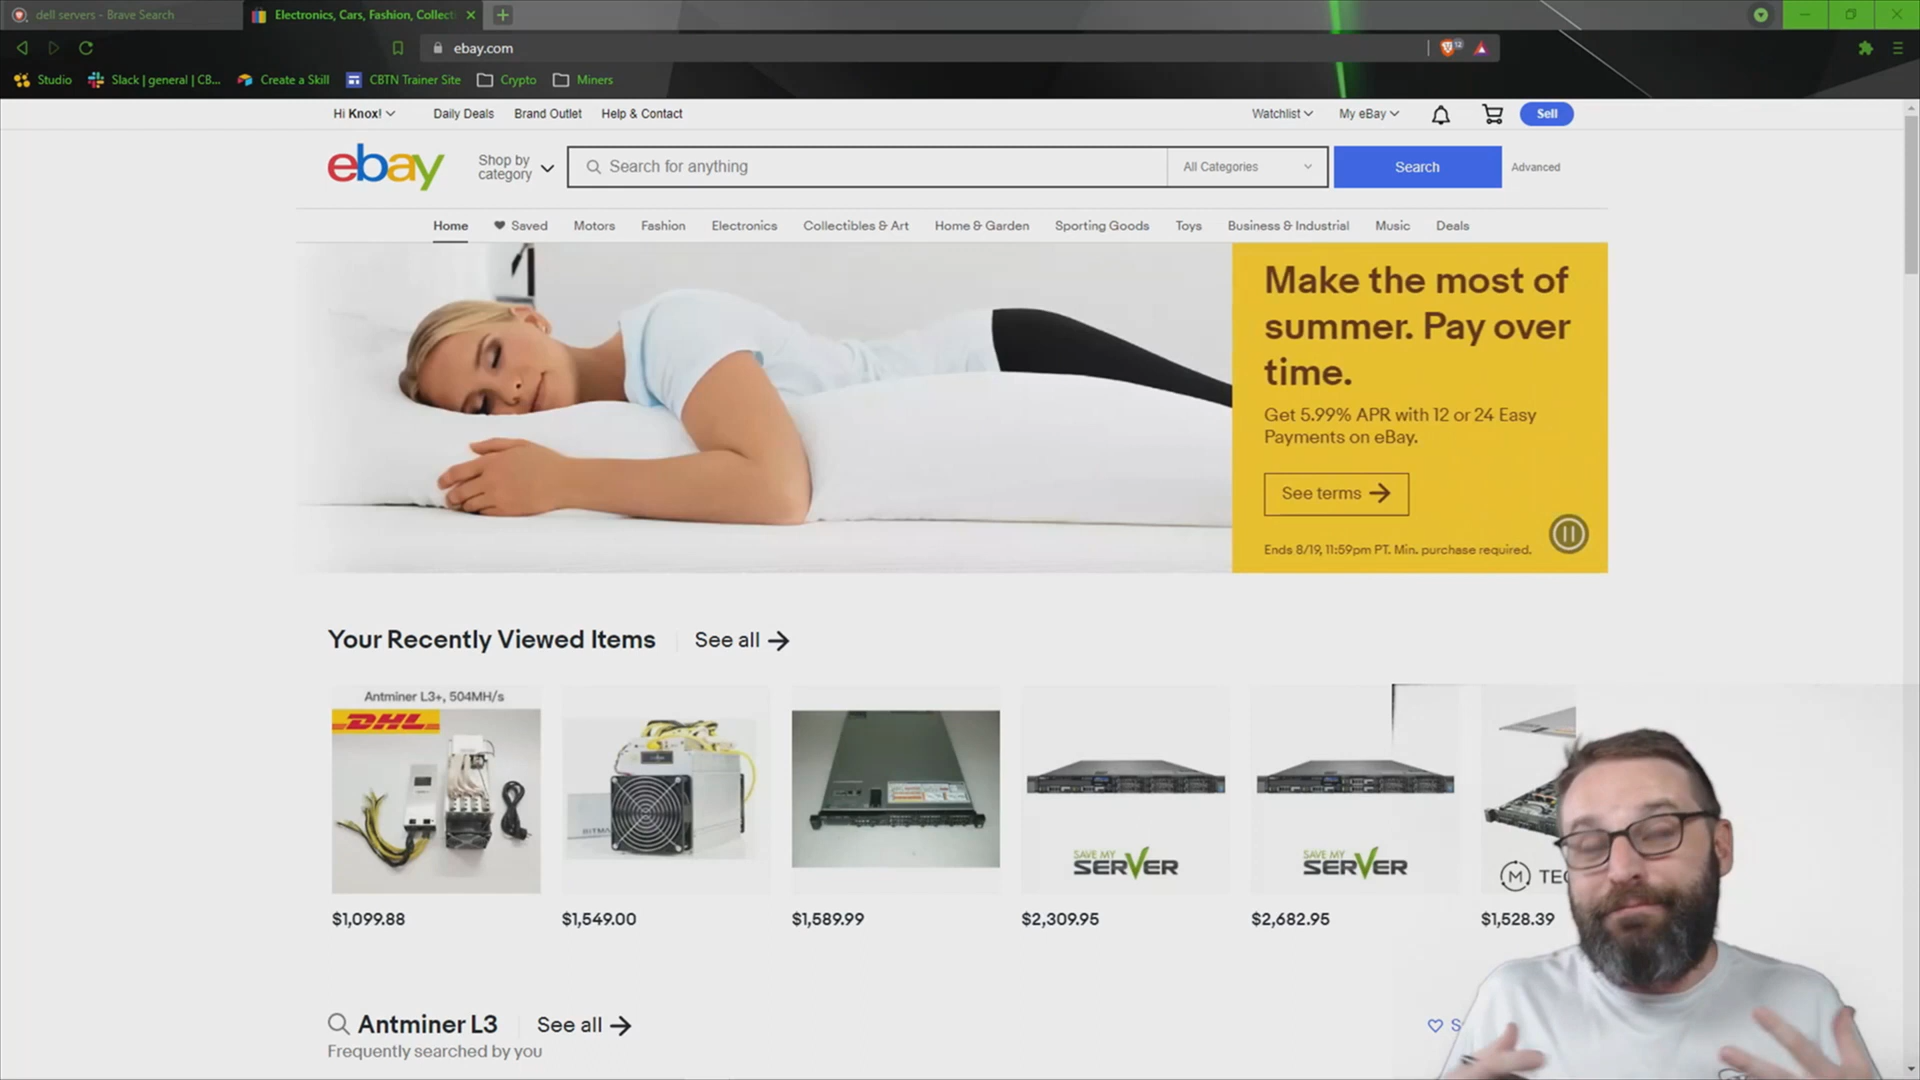 dell servers - Brave Search
Electronics, Cars, Fashion, Collecti
ebay.com
12
Studio
Slack | general | CB...
Create a Skill
CBTN Trainer Site
Crypto
Miners
Hi Knox!
Daily Deals
Brand Outlet
Help & Contact
Watchlist
My eBay
Sell
ebay
Shop by
category
Search for anything
All Categories
Search
Advanced
Home
Saved
Motors
Fashion
Electronics
Collectibles & Art
Home & Garden
Sporting Goods
Toys
Business & Industrial
Music
Deals
Make the most of
summer. Pay over
time.
Get 5.99% APR with 12 or 24 Easy
Payments on eBay.
See terms
Ends 8/19, 11:59pm PT. Min. purchase required.
Your Recently Viewed Items
See all
Antminer L3+, 504MH/s
DHL
BITMA
SAVE MY
SERVER
SAVE MY
SERVER
M TEC
$1,099.88
$1,549.00
$1,589.99
$2,309.95
$2,682.95
$1,528.39
Antminer L3
See all
S
Frequently searched by you